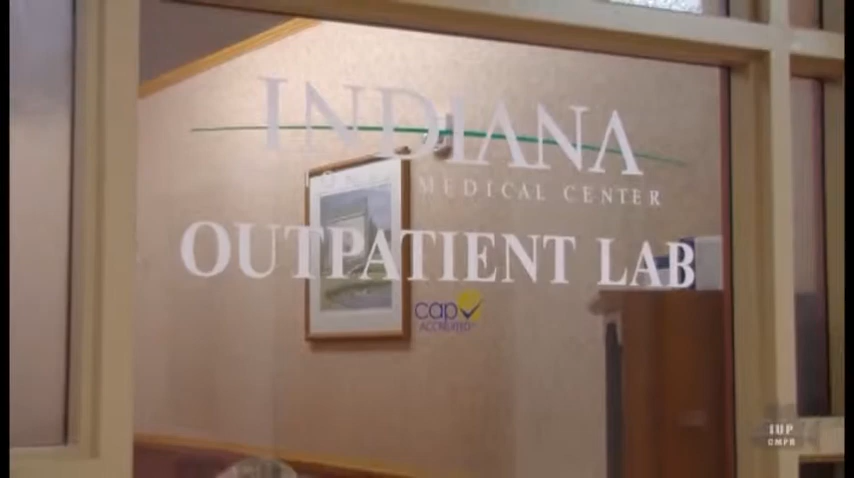 INDIANA
MEDICAL CENTER
OUTPATIENT LAB
cap
ACCREDITED
IUP
CMPB